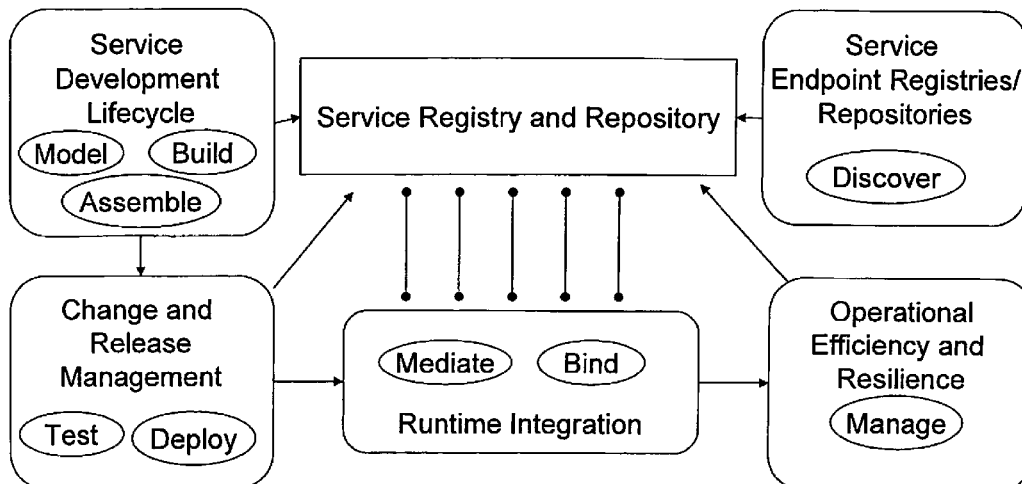 Service
Development
Lifecycle
Model
Build
Assemble
Service Registry and Repository
Service
Endpoint Registries/
Repositories
Discover
Change and
Release
Management
Test
Deploy
Mediate
Bind
Runtime Integration
Operational
Efficiency and
Resilience
Manage